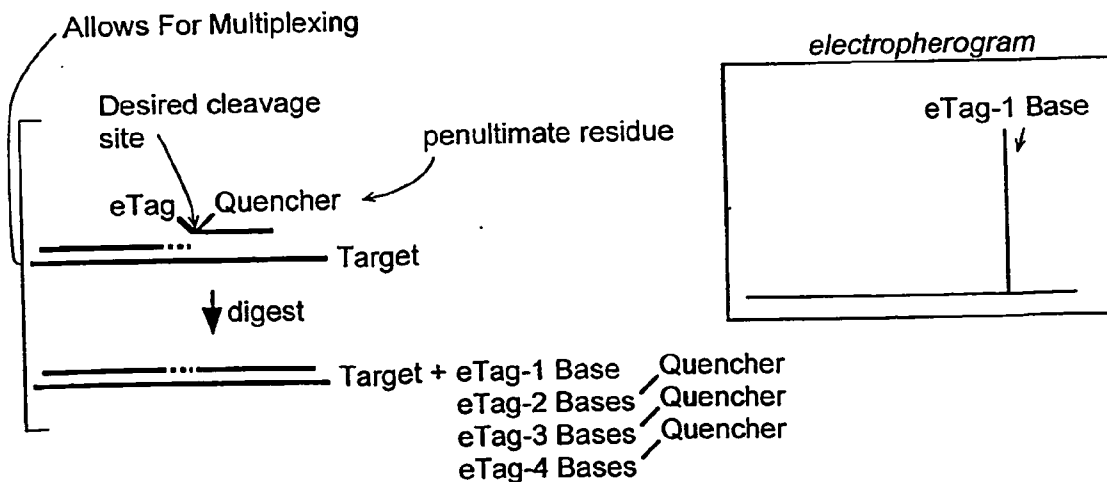 Allows For Multiplexing
electropherogram
eTag-1 Base
Desired cleavage
site
penultimate residue
eTag
Quencher
Target
digest
Target + eTag-1 Base
Quencher
eTag-2 Bases
Quencher
eTag-3 Bases
Quencher
eTag-4 Bases